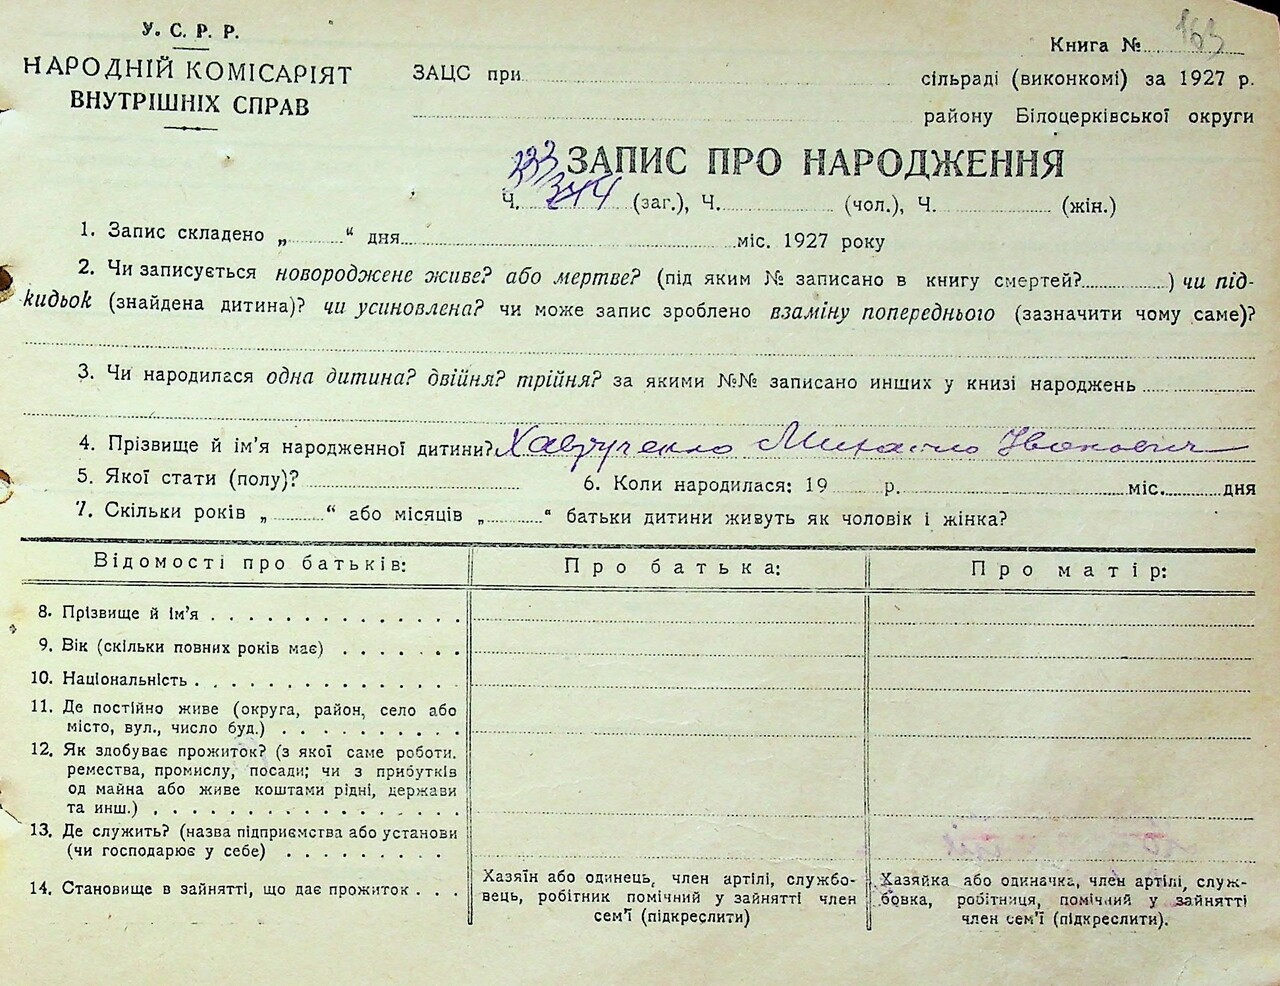 У. С. Р. Р.
НАРОДНІЙ КОМІСАРІЯТ
ВНУТРІШНІХ СПРАВ
Книга № 163
ЗАЦС при сільраді (виконкомі) за 1927 р.
району Білоцерківської округи
ЗАПИС ПРО НАРОДЖЕННЯ
333
Ч. 344 (заг.), Ч. (чол.), Ч. (жін.)
1. Запис складено „ “ дня міс. 1927 року
2. Чи записується новороджене живе? або мертве? (під яким № записано в книгу смертей? ) чи під-
кидьок (знайдена дитина)? чи усиновлена? чи може запис зроблено взаміну попереднього (зазначити чому саме)?
3. Чи народилася одна дитина? двійня? трійня? за якими №№ записано инших у книзі народжень
4. Прізвище й ім’я народженної дитини? Михайло Іванович
5. Якої стати (полу)? 6. Коли народилася: 19 р. міс. дня
7. Скільки років „ “ або місяців „ “ батьки дитини живуть як чоловік і жінка?
Відомості про батьків: Про батька: Про матір:
8. Прізвище й ім’я
9. Вік (скільки повних років має)
10. Національність
11. Де постійно живе (округа, район, село або
місто, вул., число буд.)
12. Як здобуває прожиток? (з якої саме роботи.
ремества, промислу, посади; чи з прибутків
од майна або живе коштами рідні, держави
та инш.)
13. Де служить? (назва підприємства або установи
(чи господарює у себе)
14. Становище в зайнятті, що дає прожиток
Хазяїн або одинець, член артілі, службо-
вець, робітник помічний у зайнятті член
сем’ї (підкреслити)
Хазяйка або одиначка, член артілі, служ-
бовка, робітниця, помічний у зайнятті
член сем’ї (підкреслити).